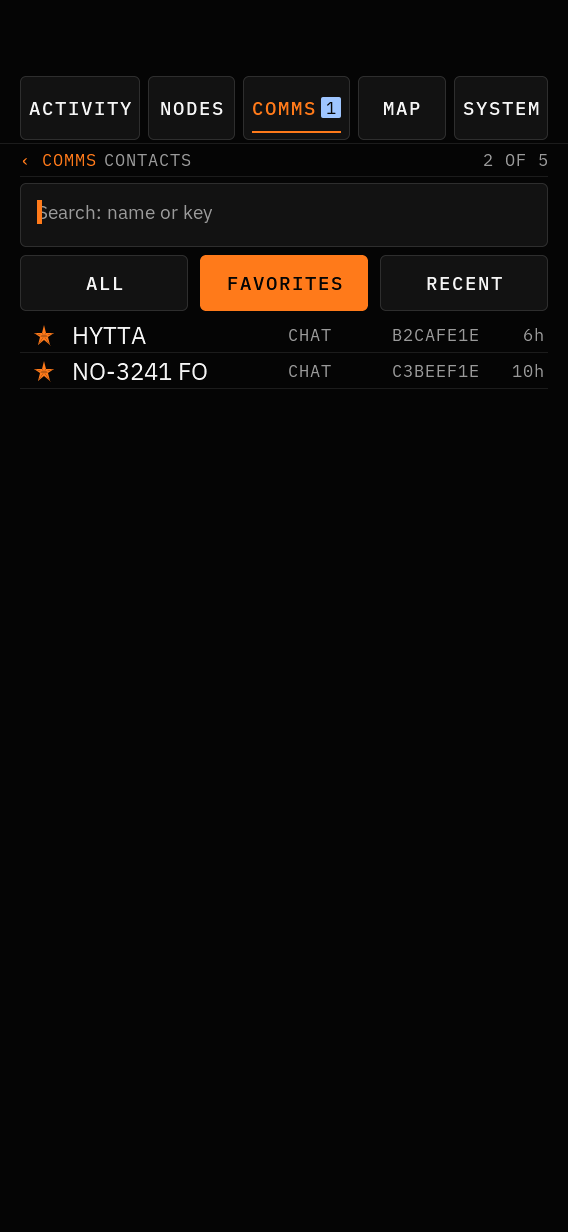 ACTIVITY NODES COMMS 1 MAP SYSTEM
‹ COMMS CONTACTS 2 OF 5
Search: name or key
ALL FAVORITES RECENT
HYTTA CHAT B2CAFE1E 6h
NO-3241 FO CHAT C3BEEF1E 10h